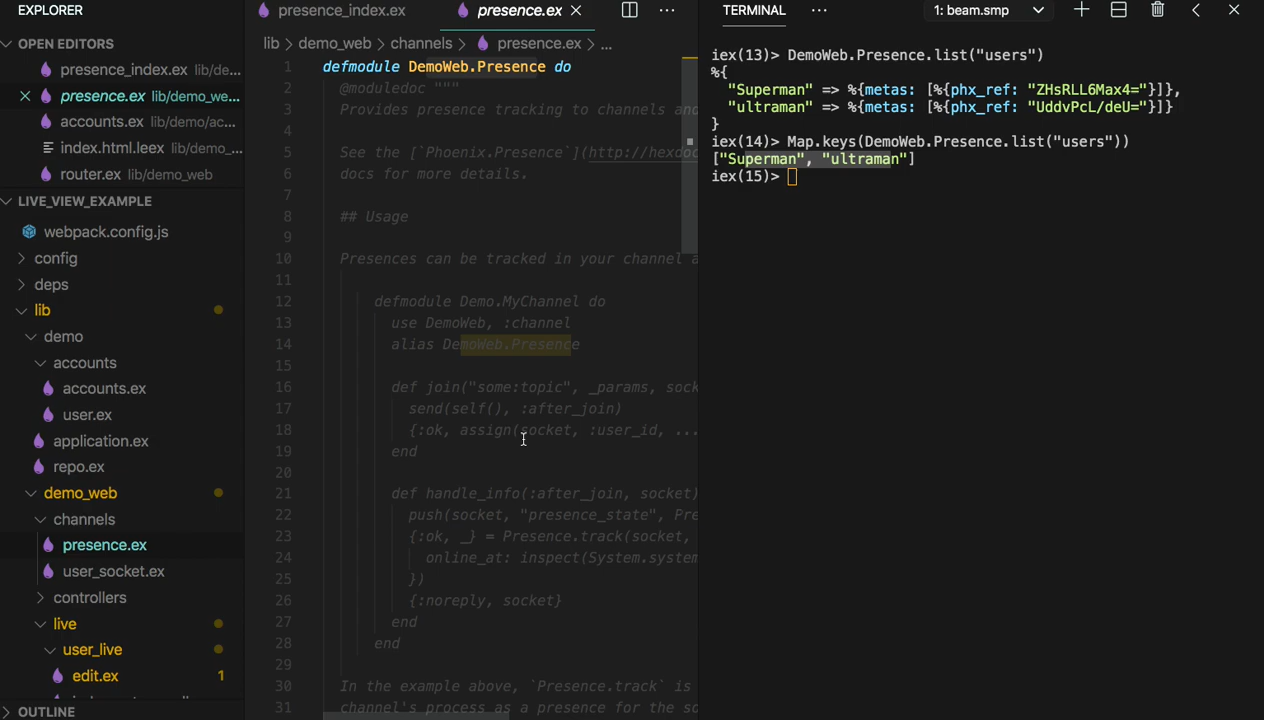 EXPLORER
OPEN EDITORS
presence_index.ex lib/de...
presence.ex lib/demo_we...
accounts.ex lib/demo/ac...
index.html.leex lib/demo_...
router.ex lib/demo_web
LIVE_VIEW_EXAMPLE
webpack.config.js
config
deps
lib
demo
accounts
accounts.ex
user.ex
application.ex
repo.ex
demo_web
channels
presence.ex
user_socket.ex
controllers
live
user_live
edit.ex 1
OUTLINE
presence_index.ex presence.ex
lib > demo_web > channels > presence.ex > ...
1 defmodule DemoWeb.Presence do
2 @moduledoc """
3 Provides presence tracking to channels and
4
5 See the [`Phoenix.Presence`](http://hexdoc
6 docs for more details.
7
8 ## Usage
9
10 Presences can be tracked in your channel a
11
12 defmodule Demo.MyChannel do
13 use DemoWeb, :channel
14 alias DemoWeb.Presence
15
16 def join("some:topic", _params, sock
17 send(self(), :after_join)
18 {:ok, assign(socket, :user_id, ...
19 end
20
21 def handle_info(:after_join, socket)
22 push(socket, "presence_state", Pre
23 {:ok, _} = Presence.track(socket,
24 online_at: inspect(System.system
25 })
26 {:noreply, socket}
27 end
28 end
29
30 In the example above, `Presence.track` is
31 channel's process as a presence for the so
TERMINAL ... 1: beam.smp
iex(13)> DemoWeb.Presence.list("users")
%{
"Superman" => %{metas: [%{phx_ref: "ZHsRLL6Max4="}]},
"ultraman" => %{metas: [%{phx_ref: "UddvPcL/deU="}]}
}
iex(14)> Map.keys(DemoWeb.Presence.list("users"))
["Superman", "ultraman"]
iex(15)>